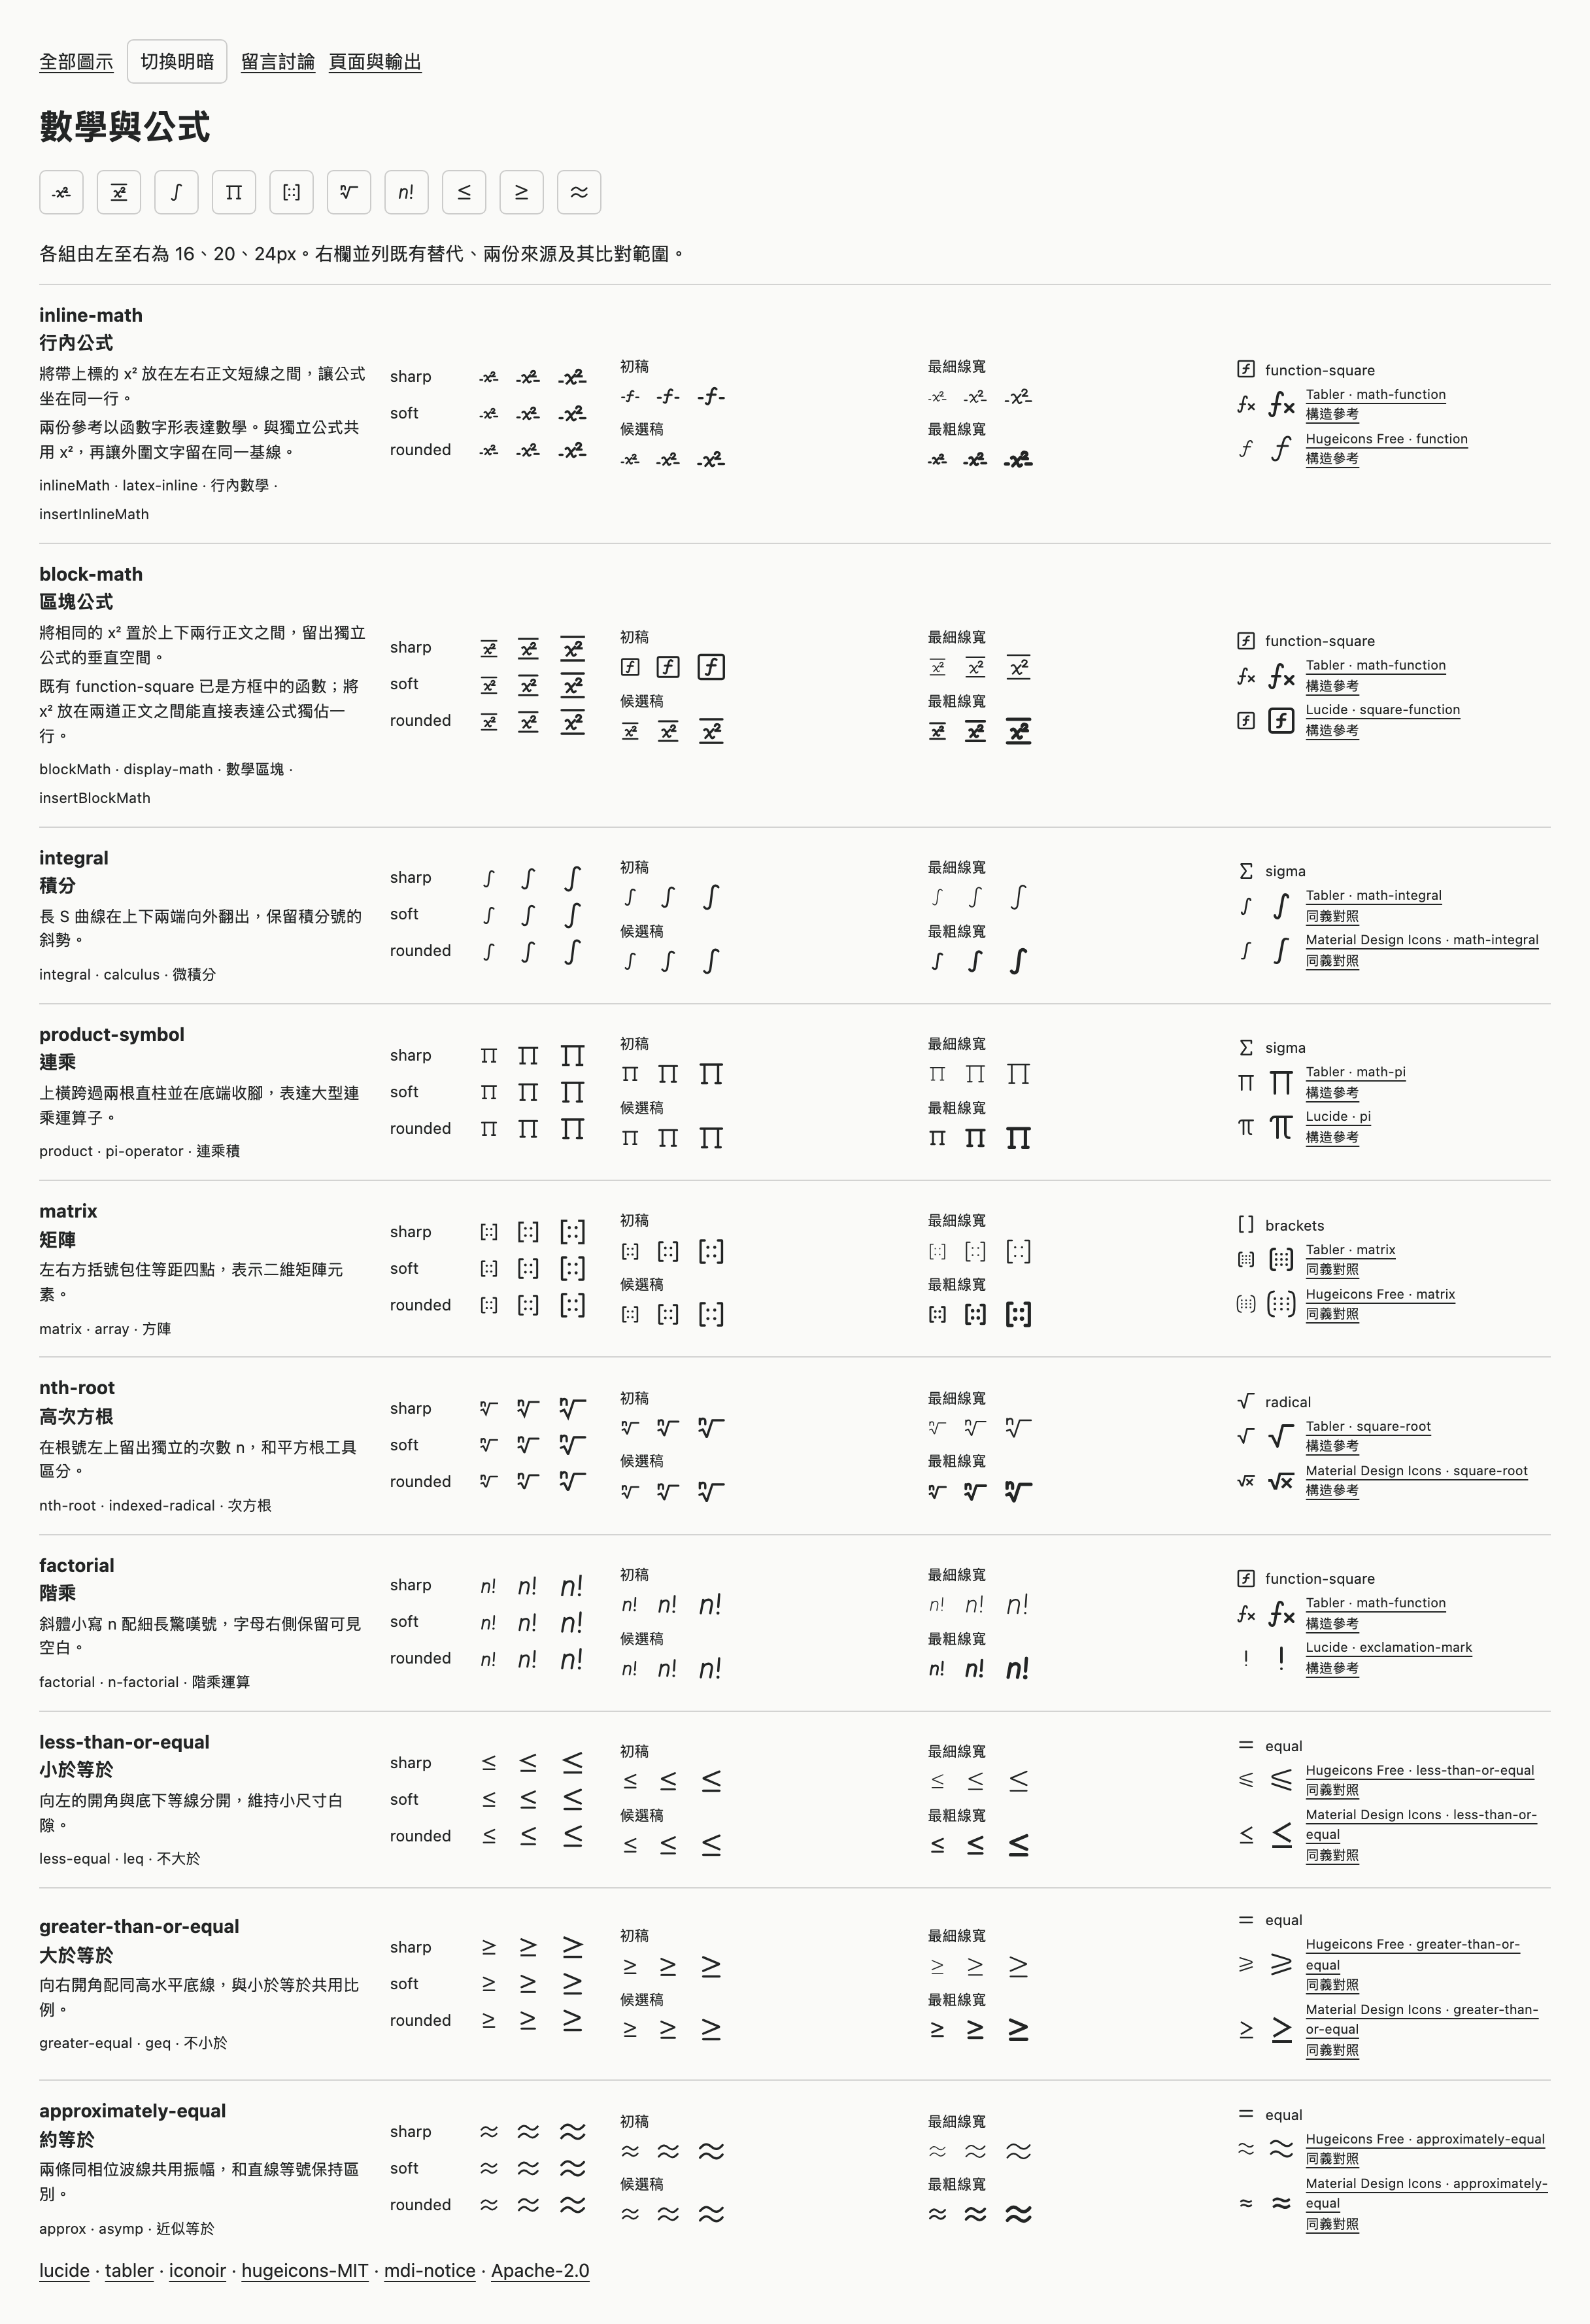 全部圖示 切換明暗 留言討論 頁面與輸出
數學與公式
-x²- x² ∫ ∏ [::] ⁿ√ n! ≤ ≥ ≈
各組由左至右為 16、20、24px。右欄並列既有替代、兩份來源及其比對範圍。
inline-math
行內公式
將帶上標的 x² 放在左右正文短線之間，讓公式
坐在同一行。
兩份參考以函數字形表達數學。與獨立公式共
用 x²，再讓外圍文字留在同一基線。
inlineMath · latex-inline · 行內數學 ·
insertInlineMath
sharp
soft
rounded
初稿
候選稿
最細線寬
最粗線寬
function-square
Tabler · math-function
構造參考
Hugeicons Free · function
構造參考
block-math
區塊公式
將相同的 x² 置於上下兩行正文之間，留出獨立
公式的垂直空間。
既有 function-square 已是方框中的函數；將
x² 放在兩道正文之間能直接表達公式獨佔一
行。
blockMath · display-math · 數學區塊 ·
insertBlockMath
sharp
soft
rounded
初稿
候選稿
最細線寬
最粗線寬
function-square
Tabler · math-function
構造參考
Lucide · square-function
構造參考
integral
積分
長 S 曲線在上下兩端向外翻出，保留積分號的
斜勢。
integral · calculus · 微積分
sharp
soft
rounded
初稿
候選稿
最細線寬
最粗線寬
sigma
Tabler · math-integral
同義對照
Material Design Icons · math-integral
同義對照
product-symbol
連乘
上橫跨過兩根直柱並在底端收腳，表達大型連
乘運算子。
product · pi-operator · 連乘積
sharp
soft
rounded
初稿
候選稿
最細線寬
最粗線寬
sigma
Tabler · math-pi
構造參考
Lucide · pi
構造參考
matrix
矩陣
左右方括號包住等距四點，表示二維矩陣元
素。
matrix · array · 方陣
sharp
soft
rounded
初稿
候選稿
最細線寬
最粗線寬
brackets
Tabler · matrix
同義對照
Hugeicons Free · matrix
同義對照
nth-root
高次方根
在根號左上留出獨立的次數 n，和平方根工具
區分。
nth-root · indexed-radical · 次方根
sharp
soft
rounded
初稿
候選稿
最細線寬
最粗線寬
radical
Tabler · square-root
構造參考
Material Design Icons · square-root
構造參考
factorial
階乘
斜體小寫 n 配細長驚嘆號，字母右側保留可見
空白。
factorial · n-factorial · 階乘運算
sharp
soft
rounded
初稿
候選稿
最細線寬
最粗線寬
function-square
Tabler · math-function
構造參考
Lucide · exclamation-mark
構造參考
less-than-or-equal
小於等於
向左的開角與底下等線分開，維持小尺寸白
隙。
less-equal · leq · 不大於
sharp
soft
rounded
初稿
候選稿
最細線寬
最粗線寬
equal
Hugeicons Free · less-than-or-equal
同義對照
Material Design Icons · less-than-or-
equal
同義對照
greater-than-or-equal
大於等於
向右開角配同高水平底線，與小於等於共用比
例。
greater-equal · geq · 不小於
sharp
soft
rounded
初稿
候選稿
最細線寬
最粗線寬
equal
Hugeicons Free · greater-than-or-
equal
同義對照
Material Design Icons · greater-than-
or-equal
同義對照
approximately-equal
約等於
兩條同相位波線共用振幅，和直線等號保持區
別。
approx · asymp · 近似等於
sharp
soft
rounded
初稿
候選稿
最細線寬
最粗線寬
equal
Hugeicons Free · approximately-equal
同義對照
Material Design Icons · approximately-
equal
同義對照
lucide · tabler · iconoir · hugeicons-MIT · mdi-notice · Apache-2.0